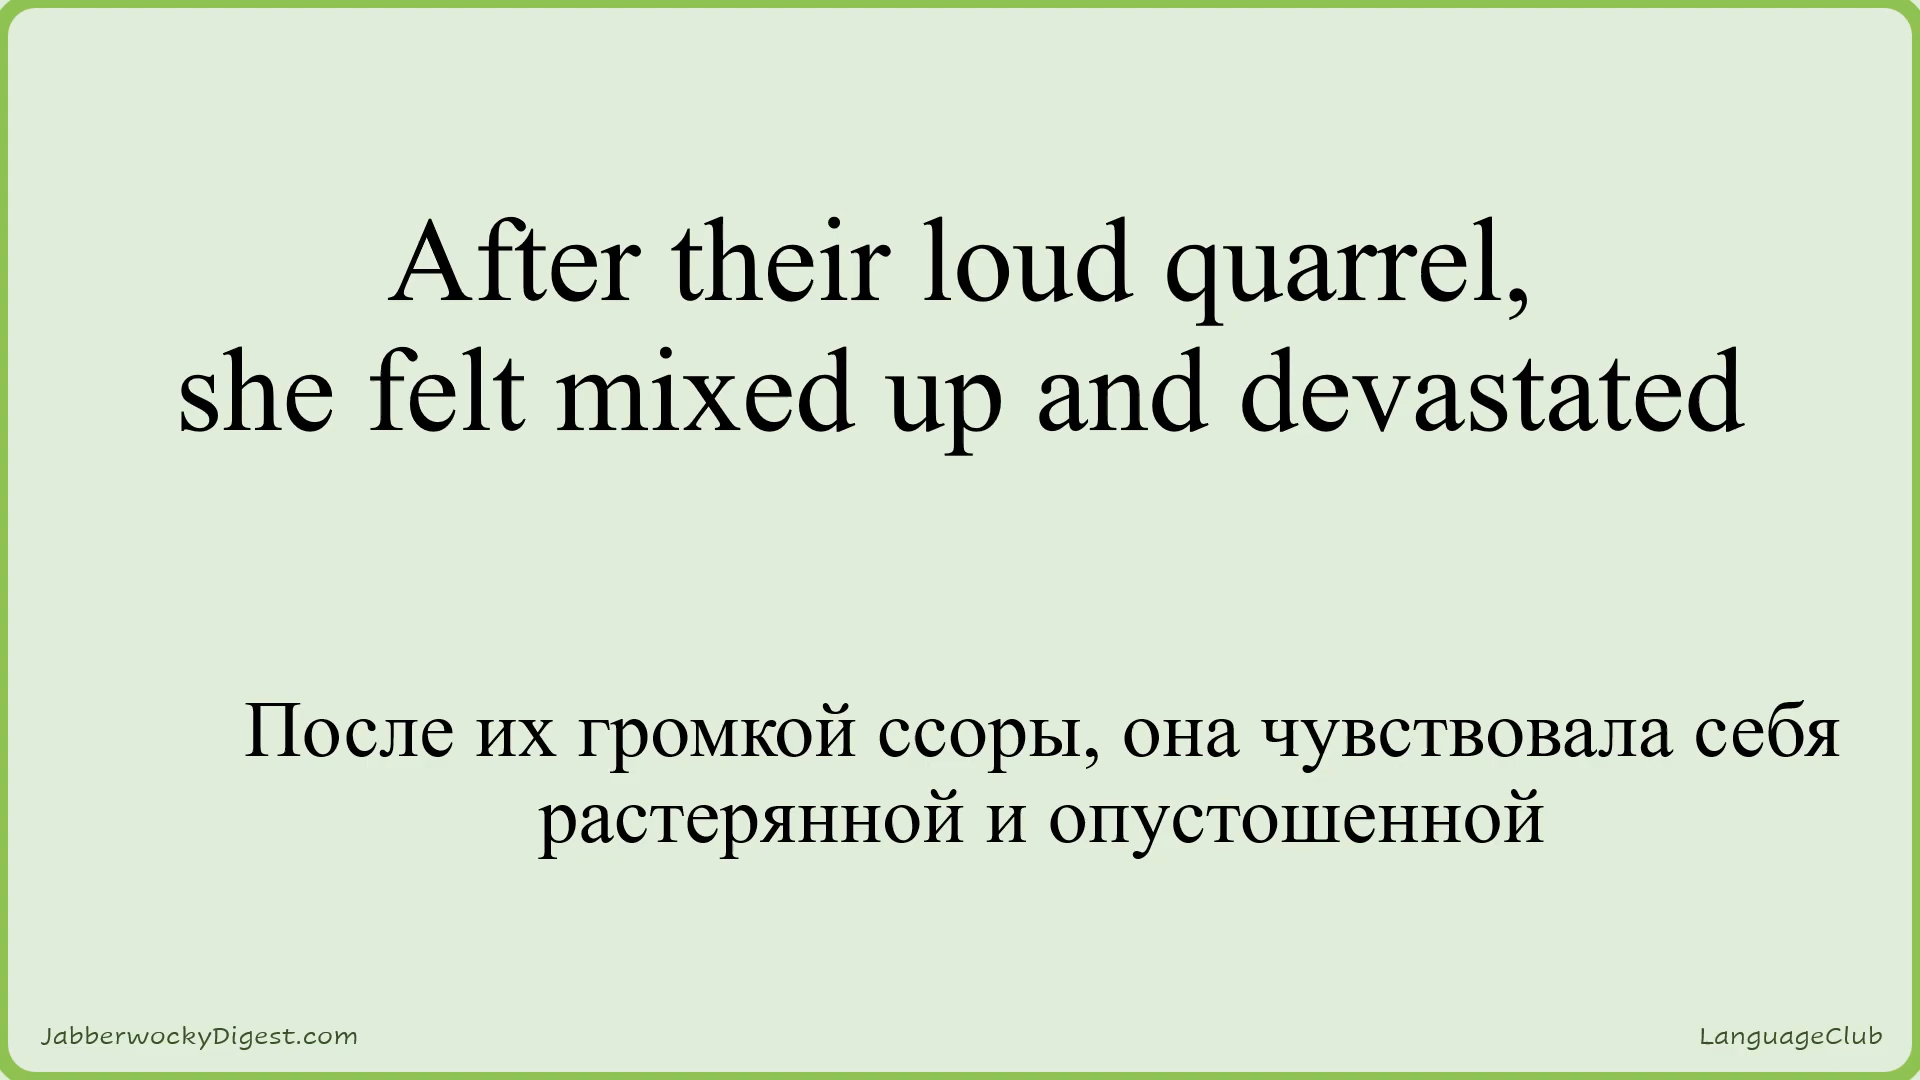 After their loud quarrel,
she felt mixed up and devastated
После их громкой ссоры, она чувствовала себя
растерянной и опустошенной
JabberwockyDigest.com
LanguageClub